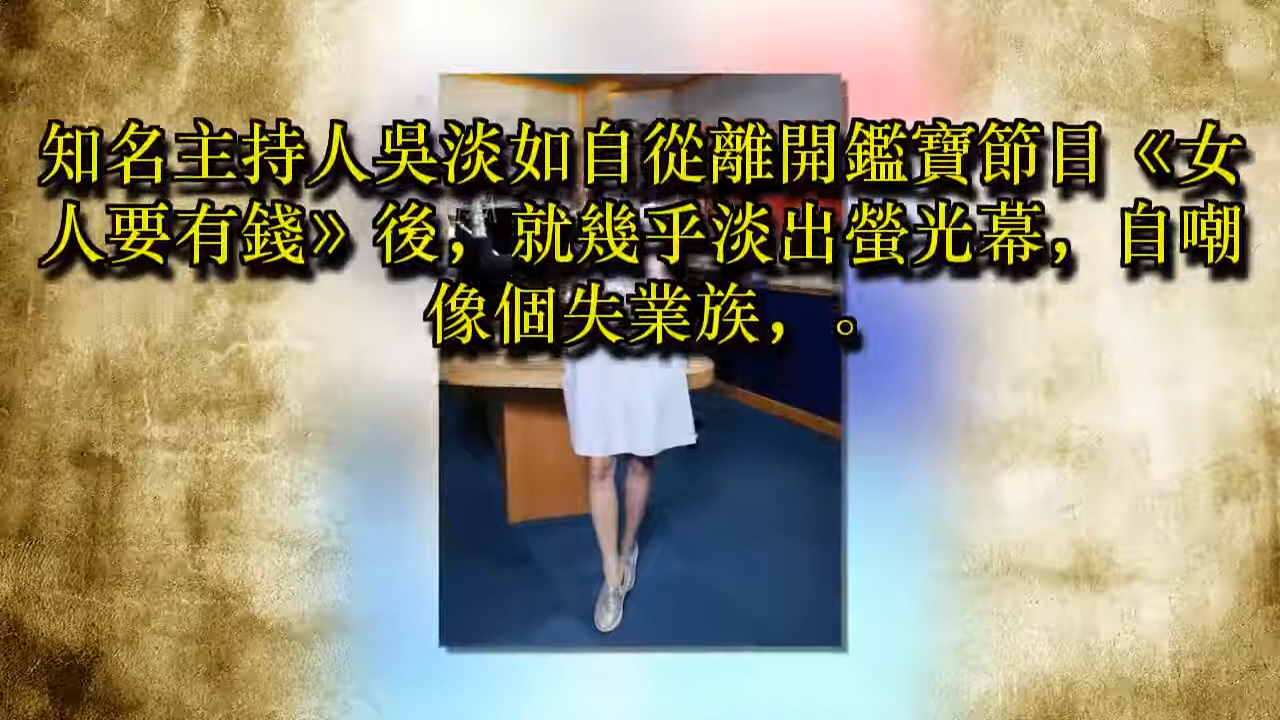 知名主持人吳淡如自從離開鑑寶節目《女
人要有錢》後，就幾乎淡出螢光幕，自嘲
像個失業族，。